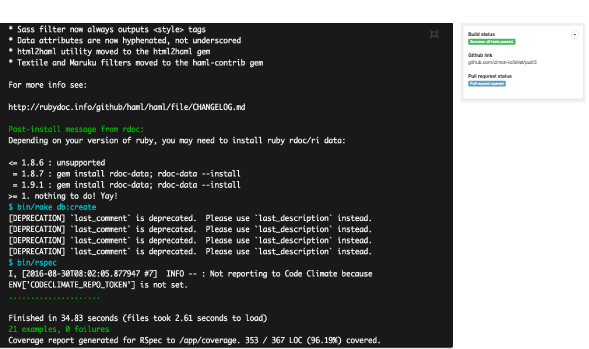 * Sass filter now always outputs <style> tags
* Data attributes are now hyphenated, not underscored
* html2haml utility moved to the html2haml gem
* Textile and Maruku filters moved to the haml-contrib gem
For more info see:
http://rubydoc.info/github/haml/haml/file/CHANGELOG.md
Post-install message from rdoc:
Depending on your version of ruby, you may need to install ruby rdoc/ri data:
<= 1.8.6 : unsupported
= 1.8.7 : gem install rdoc-data; rdoc-data --install
= 1.9.1 : gem install rdoc-data; rdoc-data --install
>= 1. nothing to do! Yay!
$ bin/rake db:create
[DEPRECATION] `last_comment` is deprecated. Please use `last_description` instead.
[DEPRECATION] `last_comment` is deprecated. Please use `last_description` instead.
[DEPRECATION] `last_comment` is deprecated. Please use `last_description` instead.
[DEPRECATION] `last_comment` is deprecated. Please use `last_description` instead.
$ bin/rspec
I, [2016-08-30T08:02:05.877947 #7] INFO -- : Not reporting to Code Climate because
ENV['CODECLIMATE_REPO_TOKEN'] is not set.
.....................
Finished in 34.83 seconds (files took 2.61 seconds to load)
21 examples, 0 failures
Coverage report generated for RSpec to /app/coverage. 353 / 367 LOC (96.19%) covered.
Build status
Success: all tests passed
Github link
Pull request status
Pull request opened